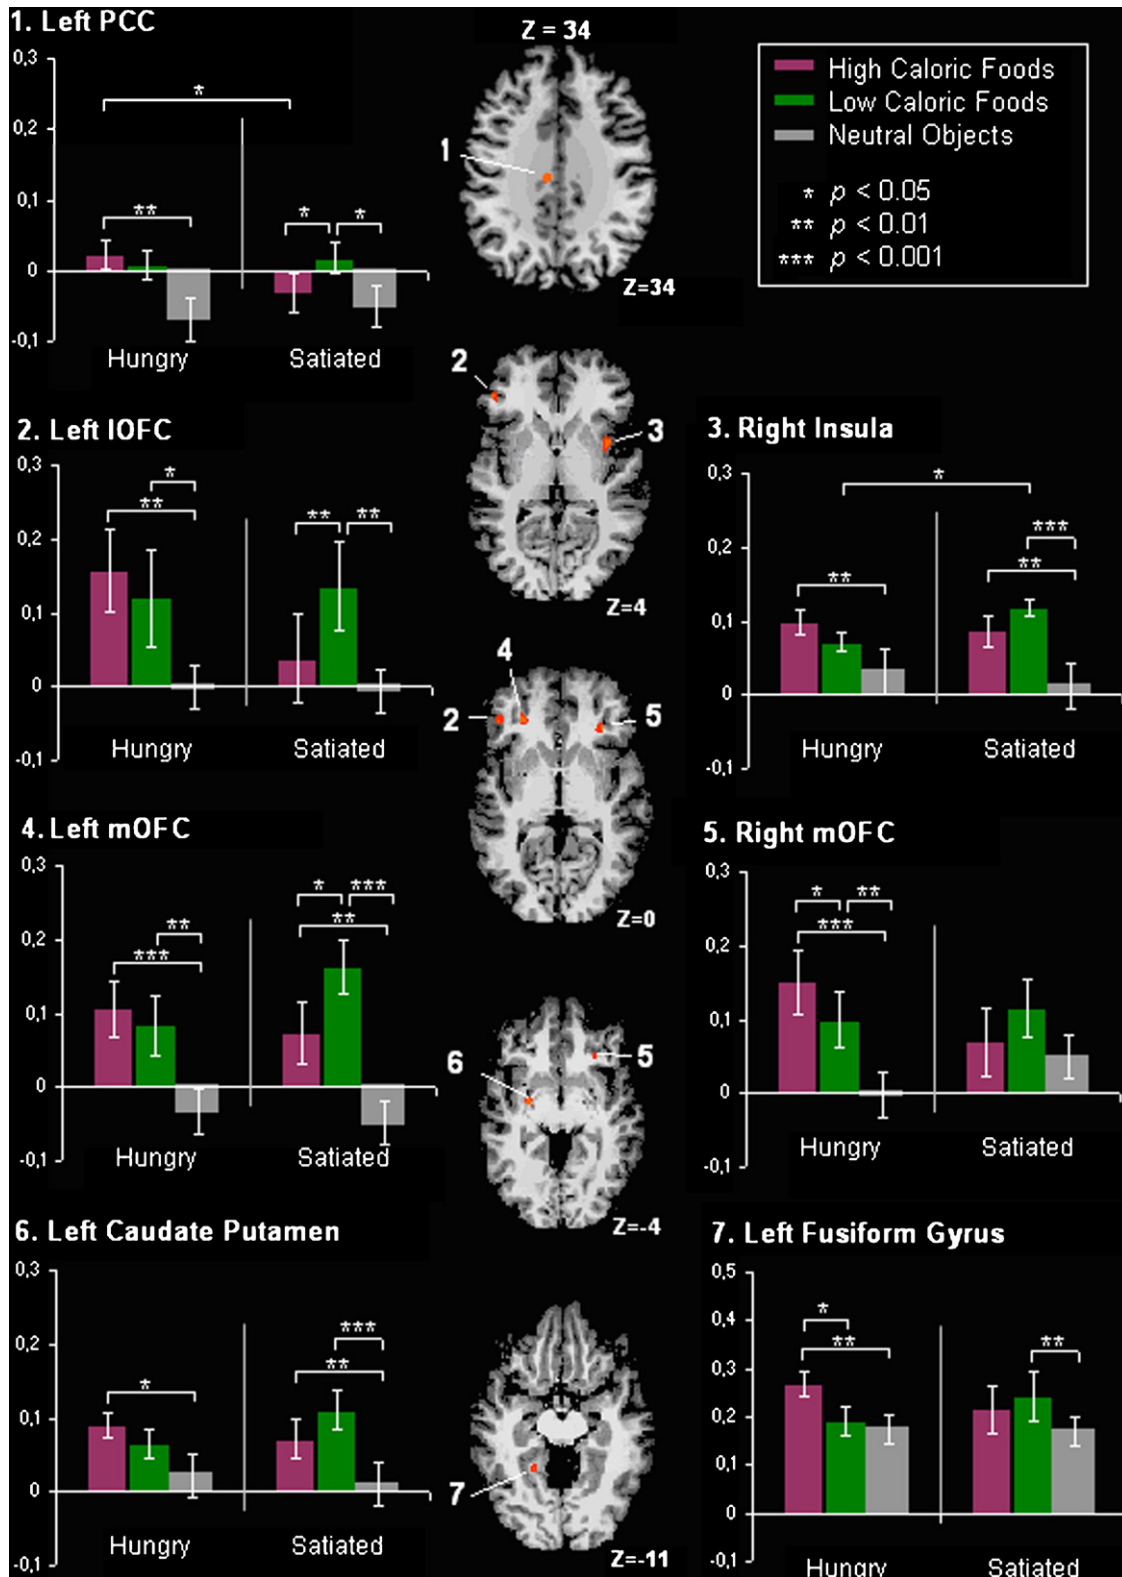 1. Left PCC
Z = 34
0,3
0,2
0,1
0
-0,1
*
**
*
*
Hungry
Satiated
1
Z=34
High Caloric Foods
Low Caloric Foods
Neutral Objects
* p < 0.05
** p < 0.01
*** p < 0.001
2. Left lOFC
0,3
0,2
0,1
0
-0,1
*
**
**
**
Hungry
Satiated
2
3
Z=4
3. Right Insula
0,3
0,2
0,1
0
-0,1
*
**
***
**
Hungry
Satiated
4
2
5
Z=0
4. Left mOFC
0,3
0,2
0,1
0
-0,1
**
***
*
***
**
Hungry
Satiated
5. Right mOFC
0,3
0,2
0,1
0
-0,1
*
**
***
Hungry
Satiated
6
5
Z=-4
6. Left Caudate Putamen
0,3
0,2
0,1
0
-0,1
*
***
**
Hungry
Satiated
7
Z=-11
7. Left Fusiform Gyrus
0,5
0,4
0,3
0,2
0,1
0
-0,1
*
**
**
Hungry
Satiated